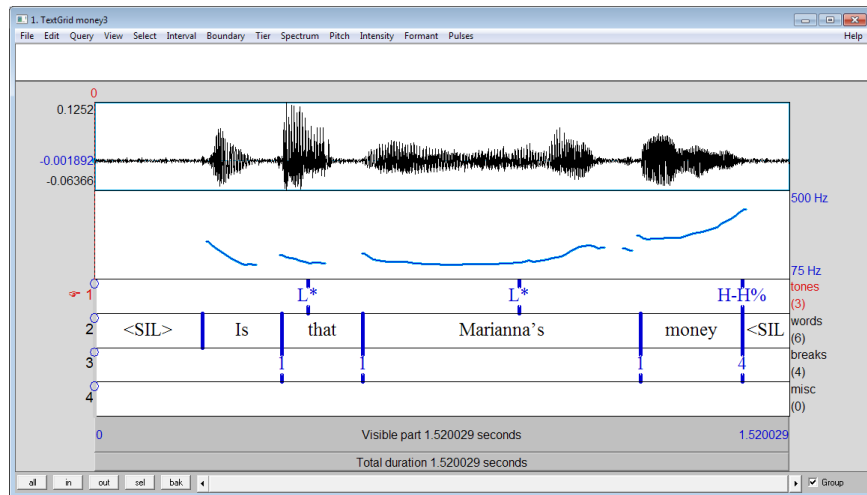 1. TextGrid money3
File Edit Query View Select Interval Boundary Tier Spectrum Pitch Intensity Formant Pulses Help
0
0.1252
-0.001892
-0.06366
500 Hz
75 Hz
☞ 1 L* L* H-H% tones (3)
2 <SIL> Is that Marianna's money <SIL words (6)
3 1 1 1 4 breaks (4)
4 misc (0)
0 Visible part 1.520029 seconds 1.520029
Total duration 1.520029 seconds
all in out sel bak Group